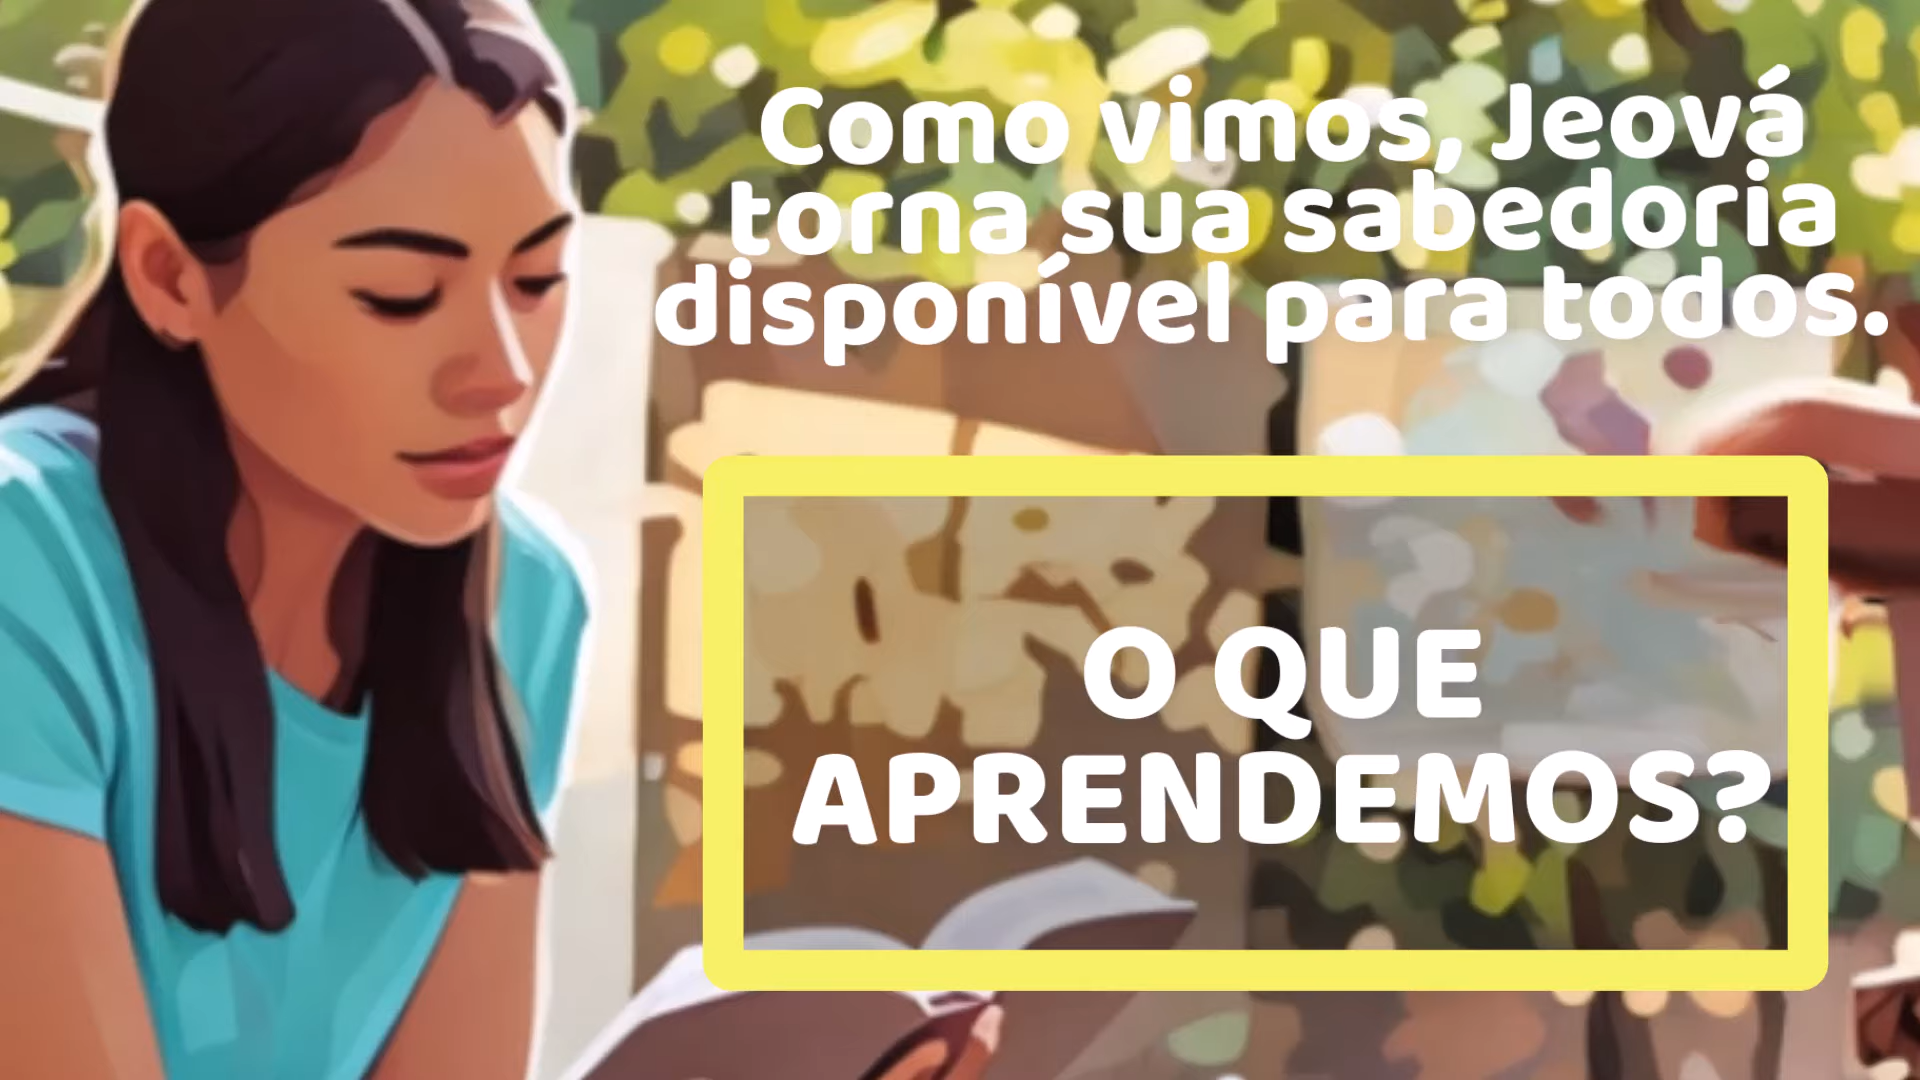 Como vimos, Jeová
torna sua sabedoria
disponível para todos.
O QUE
APRENDEMOS?